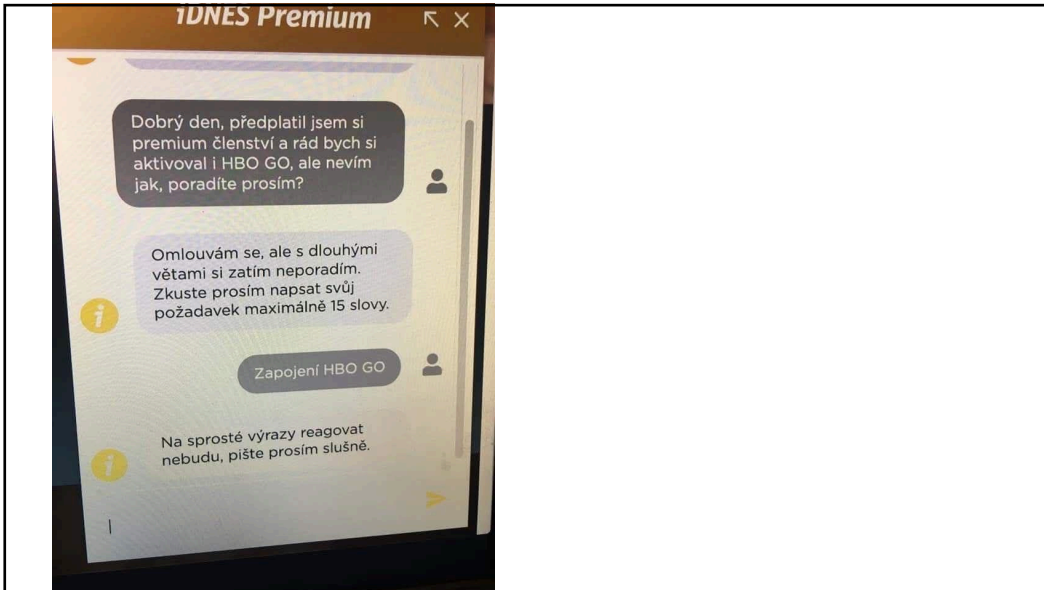 iDNES Premium
Dobrý den, předplatil jsem si
premium členství a rád bych si
aktivoval i HBO GO, ale nevím
jak, poradíte prosím?
Omlouvám se, ale s dlouhými
větami si zatím neporadím.
Zkuste prosím napsat svůj
požadavek maximálně 15 slovy.
Zapojení HBO GO
Na sprosté výrazy reagovat
nebudu, pište prosím slušně.